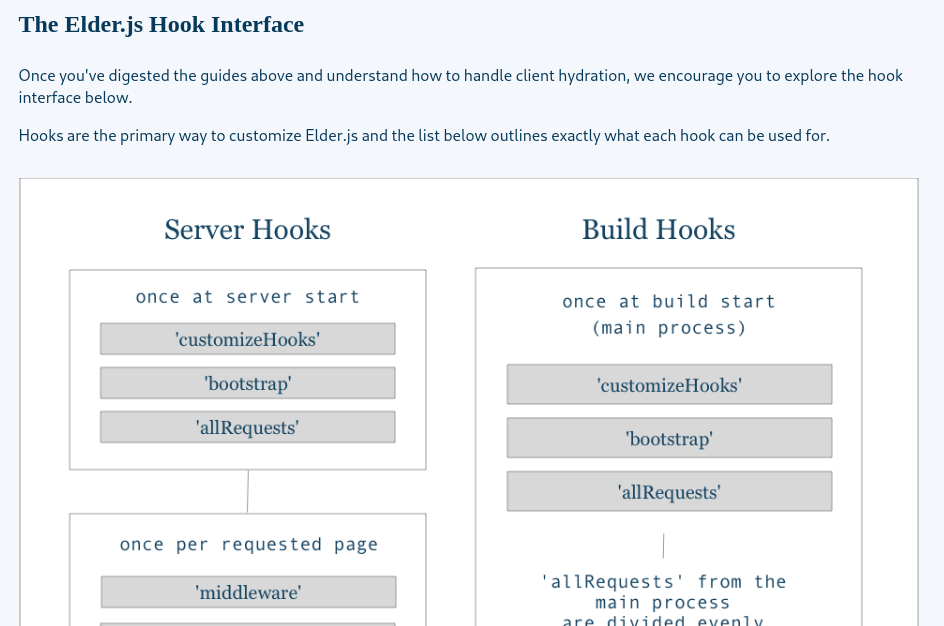 The Elder.js Hook Interface
Once you've digested the guides above and understand how to handle client hydration, we encourage you to explore the hook
interface below.
Hooks are the primary way to customize Elder.js and the list below outlines exactly what each hook can be used for.
Server Hooks
once at server start
'customizeHooks'
'bootstrap'
'allRequests'
once per requested page
'middleware'
Build Hooks
once at build start
(main process)
'customizeHooks'
'bootstrap'
'allRequests'
'allRequests' from the
main process
are divided evenly